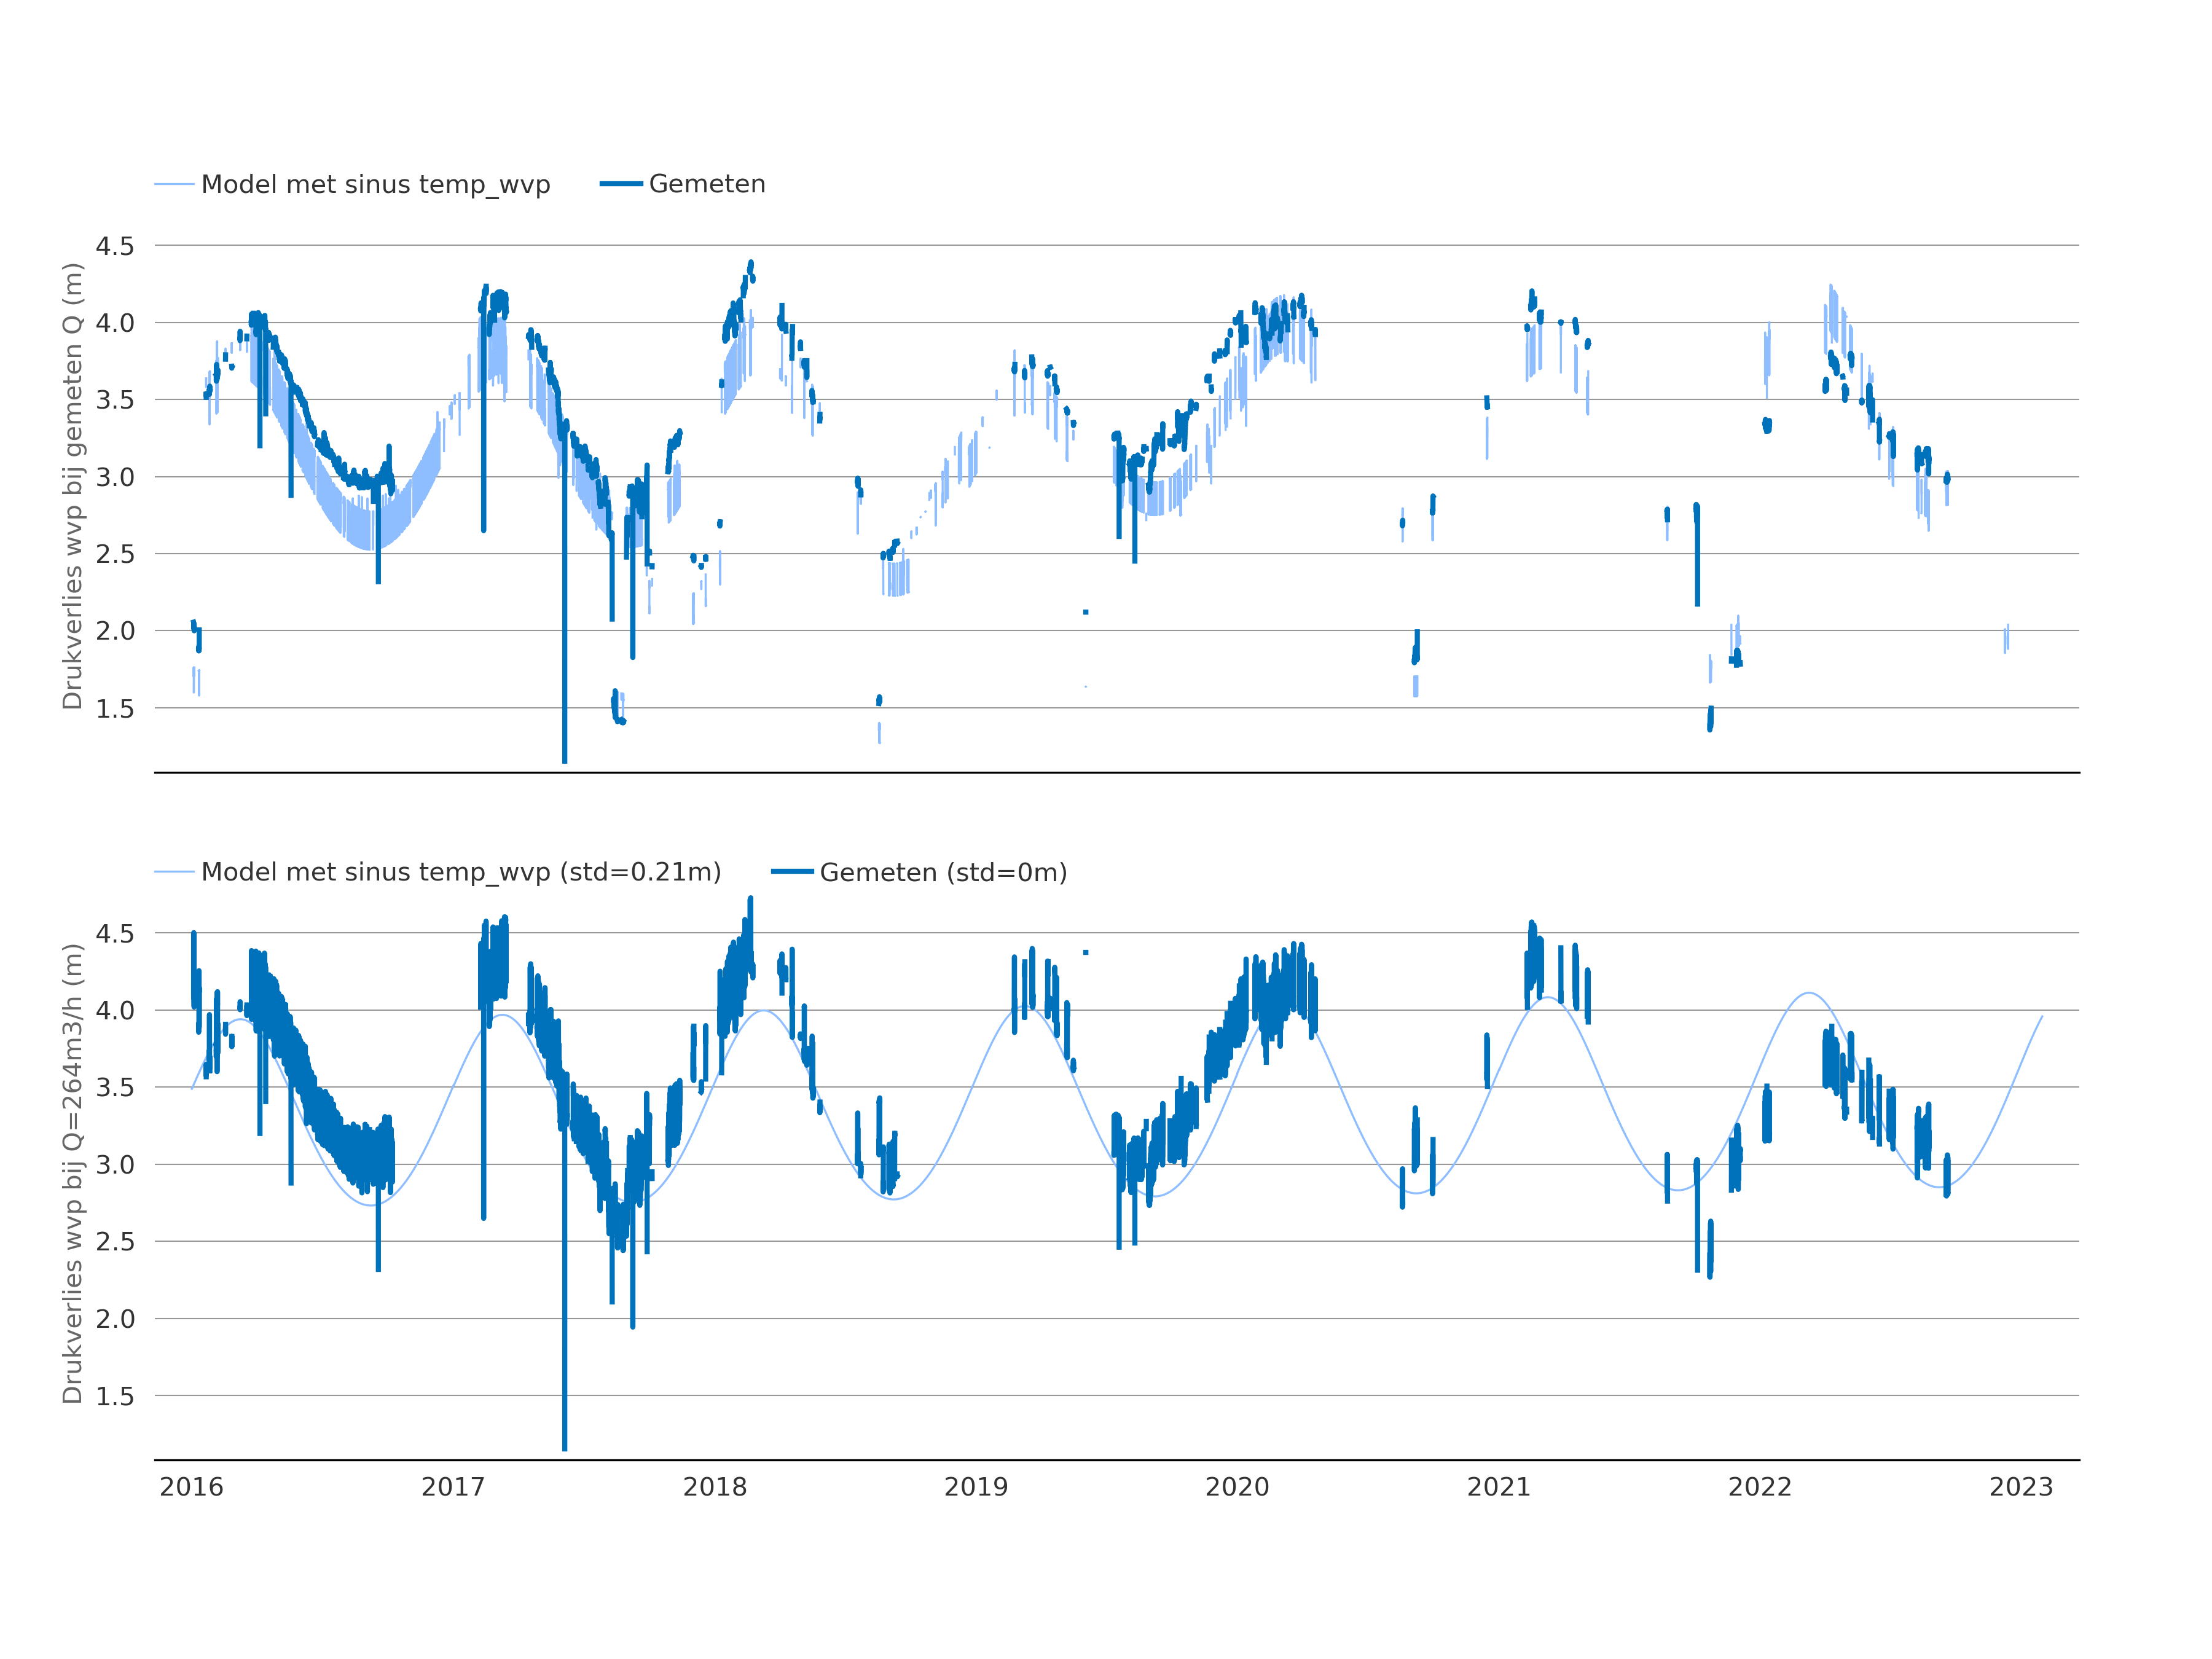 Model met sinus temp_wvp
Gemeten
Drukverlies wvp bij gemeten Q (m)
4.5
4.0
3.5
3.0
2.5
2.0
1.5
Model met sinus temp_wvp (std=0.21m)
Gemeten (std=0m)
Drukverlies wvp bij Q=264m3/h (m)
4.5
4.0
3.5
3.0
2.5
2.0
1.5
2016 2017 2018 2019 2020 2021 2022 2023